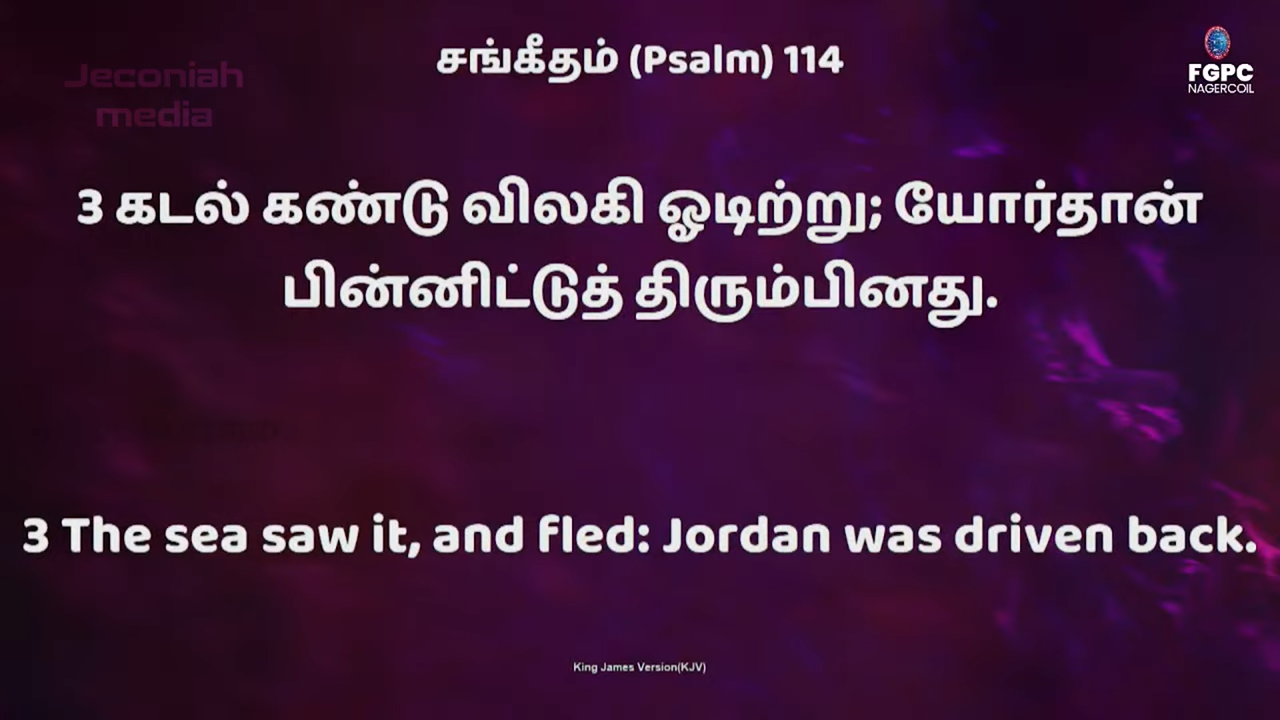 சங்கீதம் (Psalm) 114
Jeconiah
media
FGPC
NAGERCOIL
3 கடல் கண்டு விலகி ஓடிற்று; யோர்தான்
பின்னிட்டுத் திரும்பினது.
3 The sea saw it, and fled: Jordan was driven back.
King James Version(KJV)